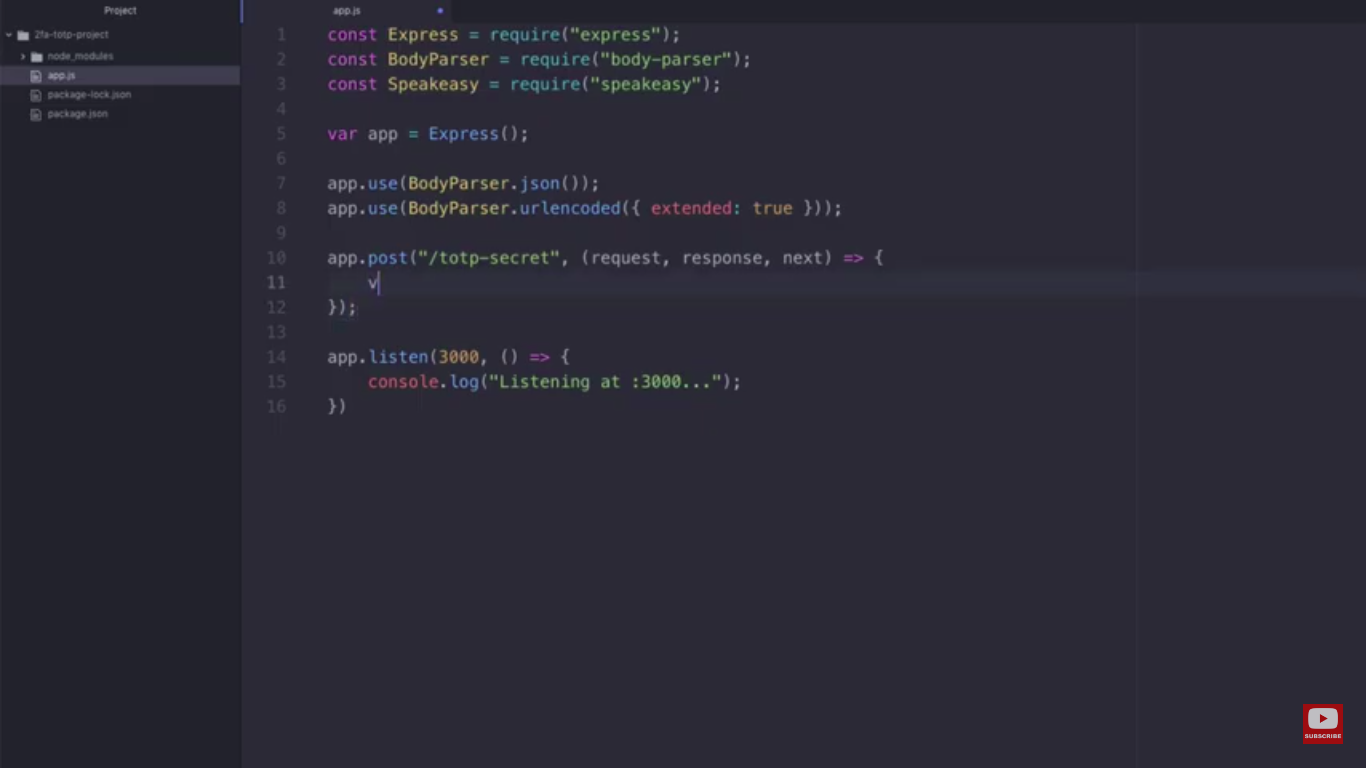 Project
2fa-totp-project
node_modules
app.js
package-lock.json
package.json
app.js
1 const Express = require("express");
2 const BodyParser = require("body-parser");
3 const Speakeasy = require("speakeasy");
4
5 var app = Express();
6
7 app.use(BodyParser.json());
8 app.use(BodyParser.urlencoded({ extended: true }));
9
10 app.post("/totp-secret", (request, response, next) => {
11     v
12 });
13
14 app.listen(3000, () => {
15     console.log("Listening at :3000...");
16 })
SUBSCRIBE